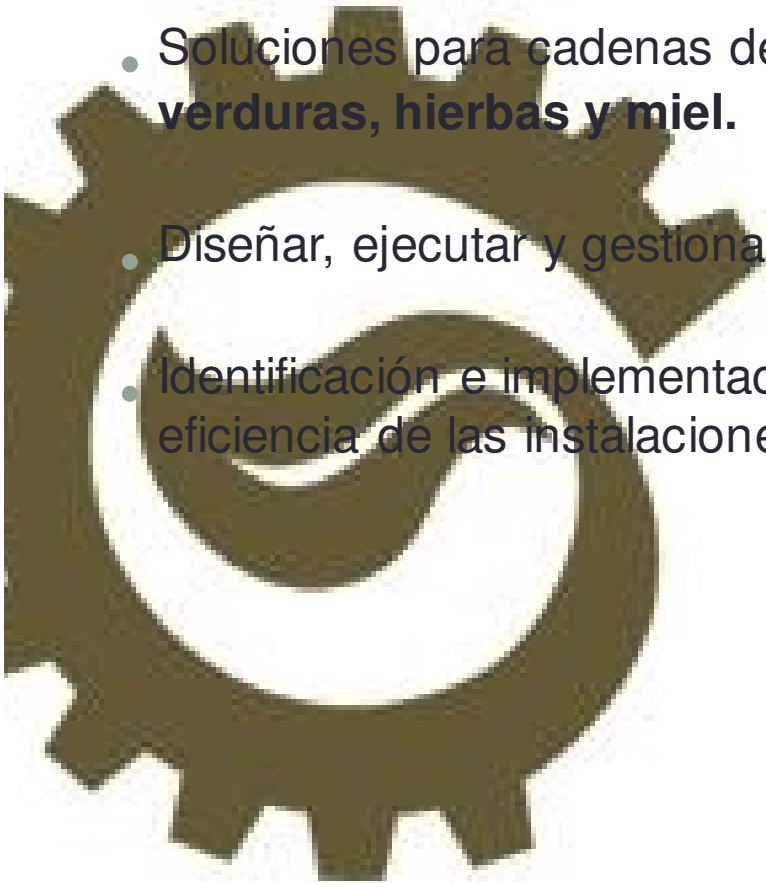 Soluciones para cadenas de
verduras, hierbas y miel.
Diseñar, ejecutar y gestiona
Identificación e implementac
eficiencia de las instalacione